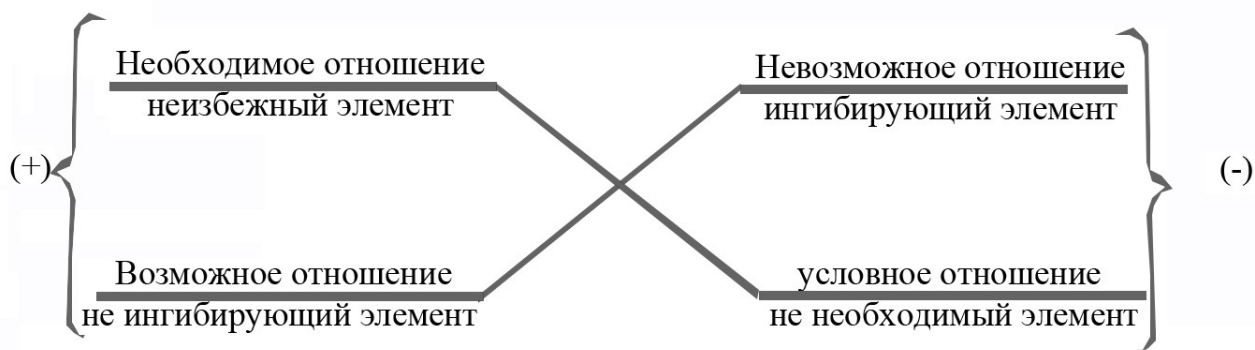 Необходимое отношение
неизбежный элемент
Невозможное отношение
ингибирующий элемент
(+)
(-)
Возможное отношение
не ингибирующий элемент
условное отношение
не необходимый элемент